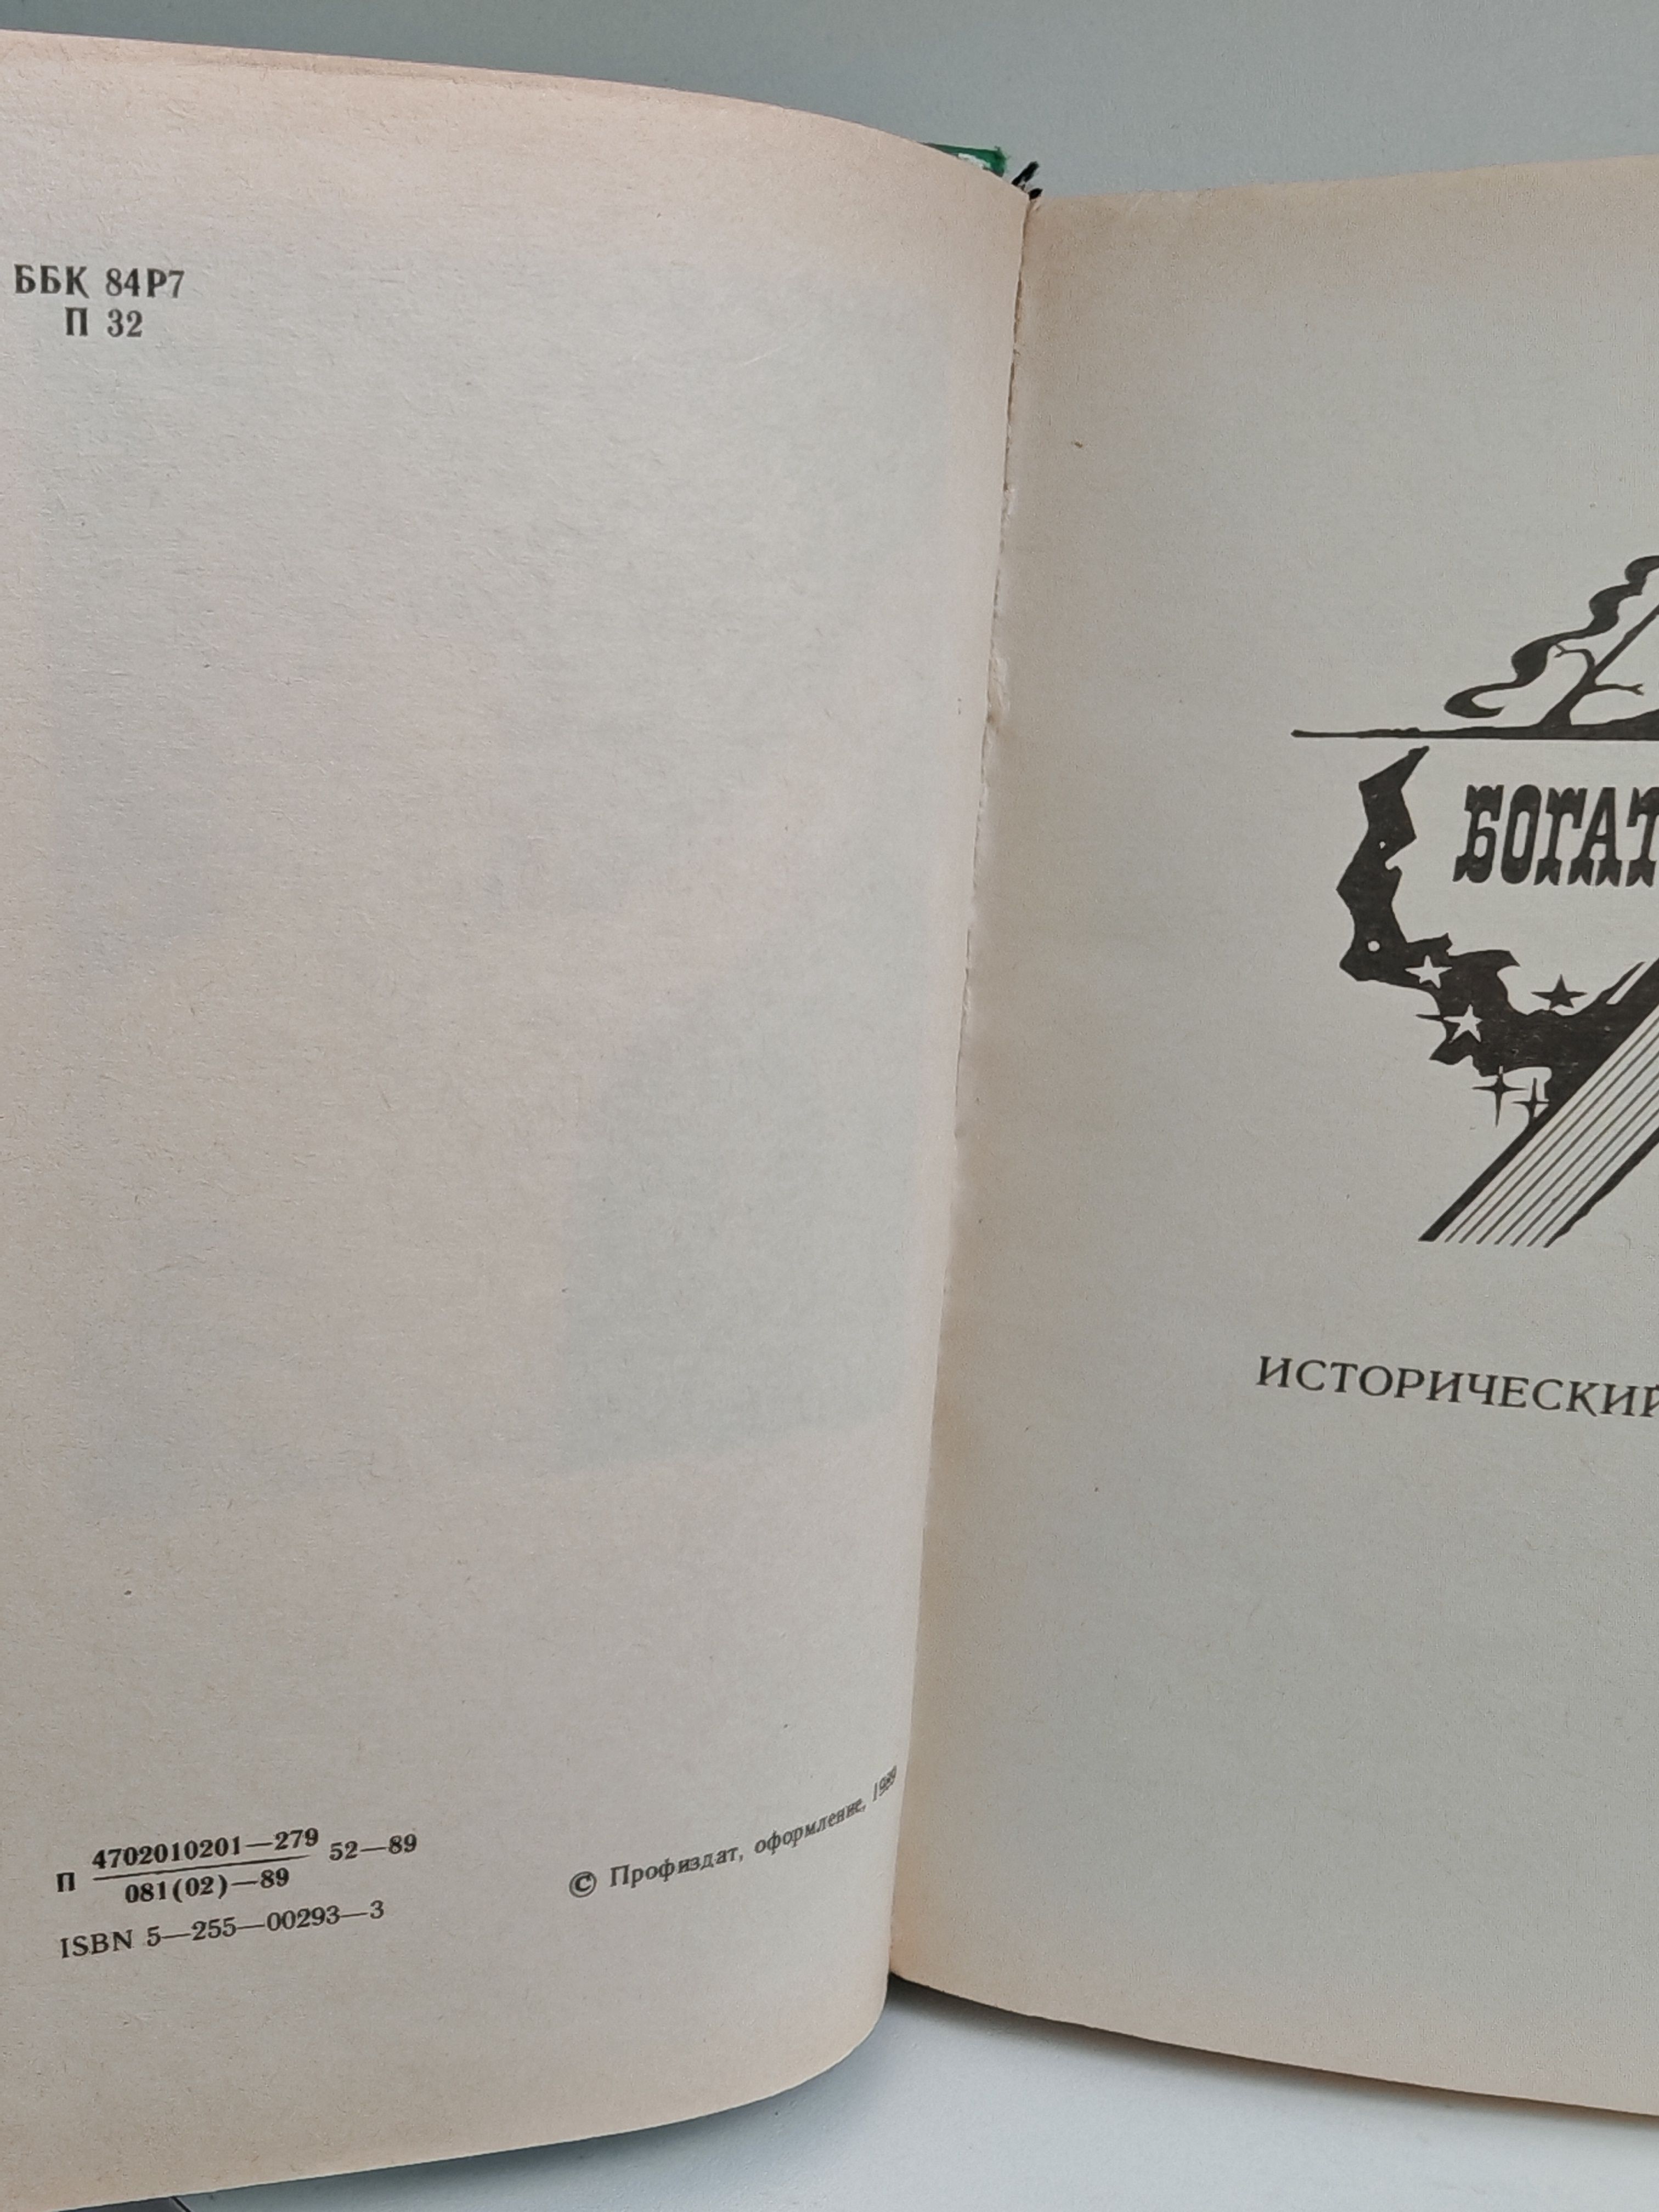 ББК 84Р7
П 32
П 4702010201—279 52—89
081(02)—89
ISBN 5—255—00293—3
© Профиздат, оформление, 1989
БОГАТ
ИСТОРИЧЕСКИЙ